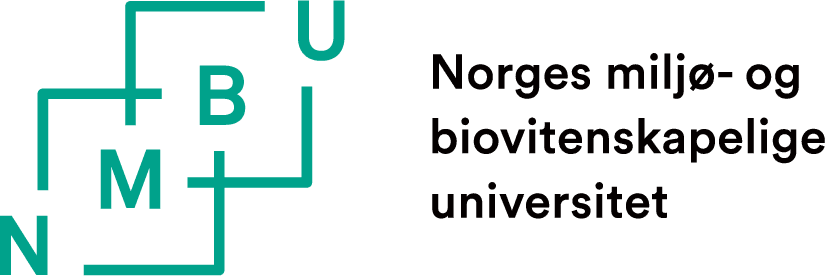 U
B
M
N
Norges miljø- og
biovitenskapelige
universitet